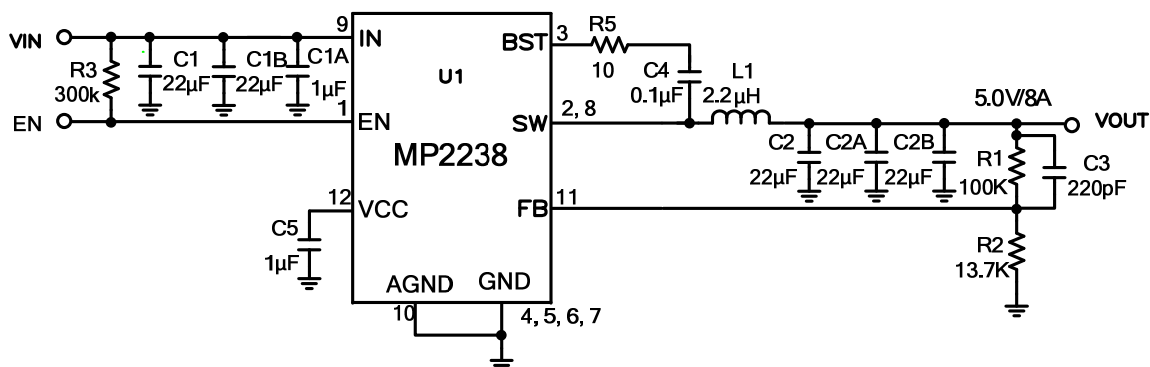 VIN
R3
300k
EN
C1
22µF
C1B
22µF
C1A
1µF
9
IN
1
EN
12
VCC
C5
1µF
U1
MP2238
BST
3
SW
2, 8
FB
11
AGND
10
GND
4, 5, 6, 7
R5
10
C4
0.1µF
L1
2.2µH
C2
22µF
C2A
22µF
C2B
22µF
5.0V/8A
VOUT
R1
100K
C3
220pF
R2
13.7K